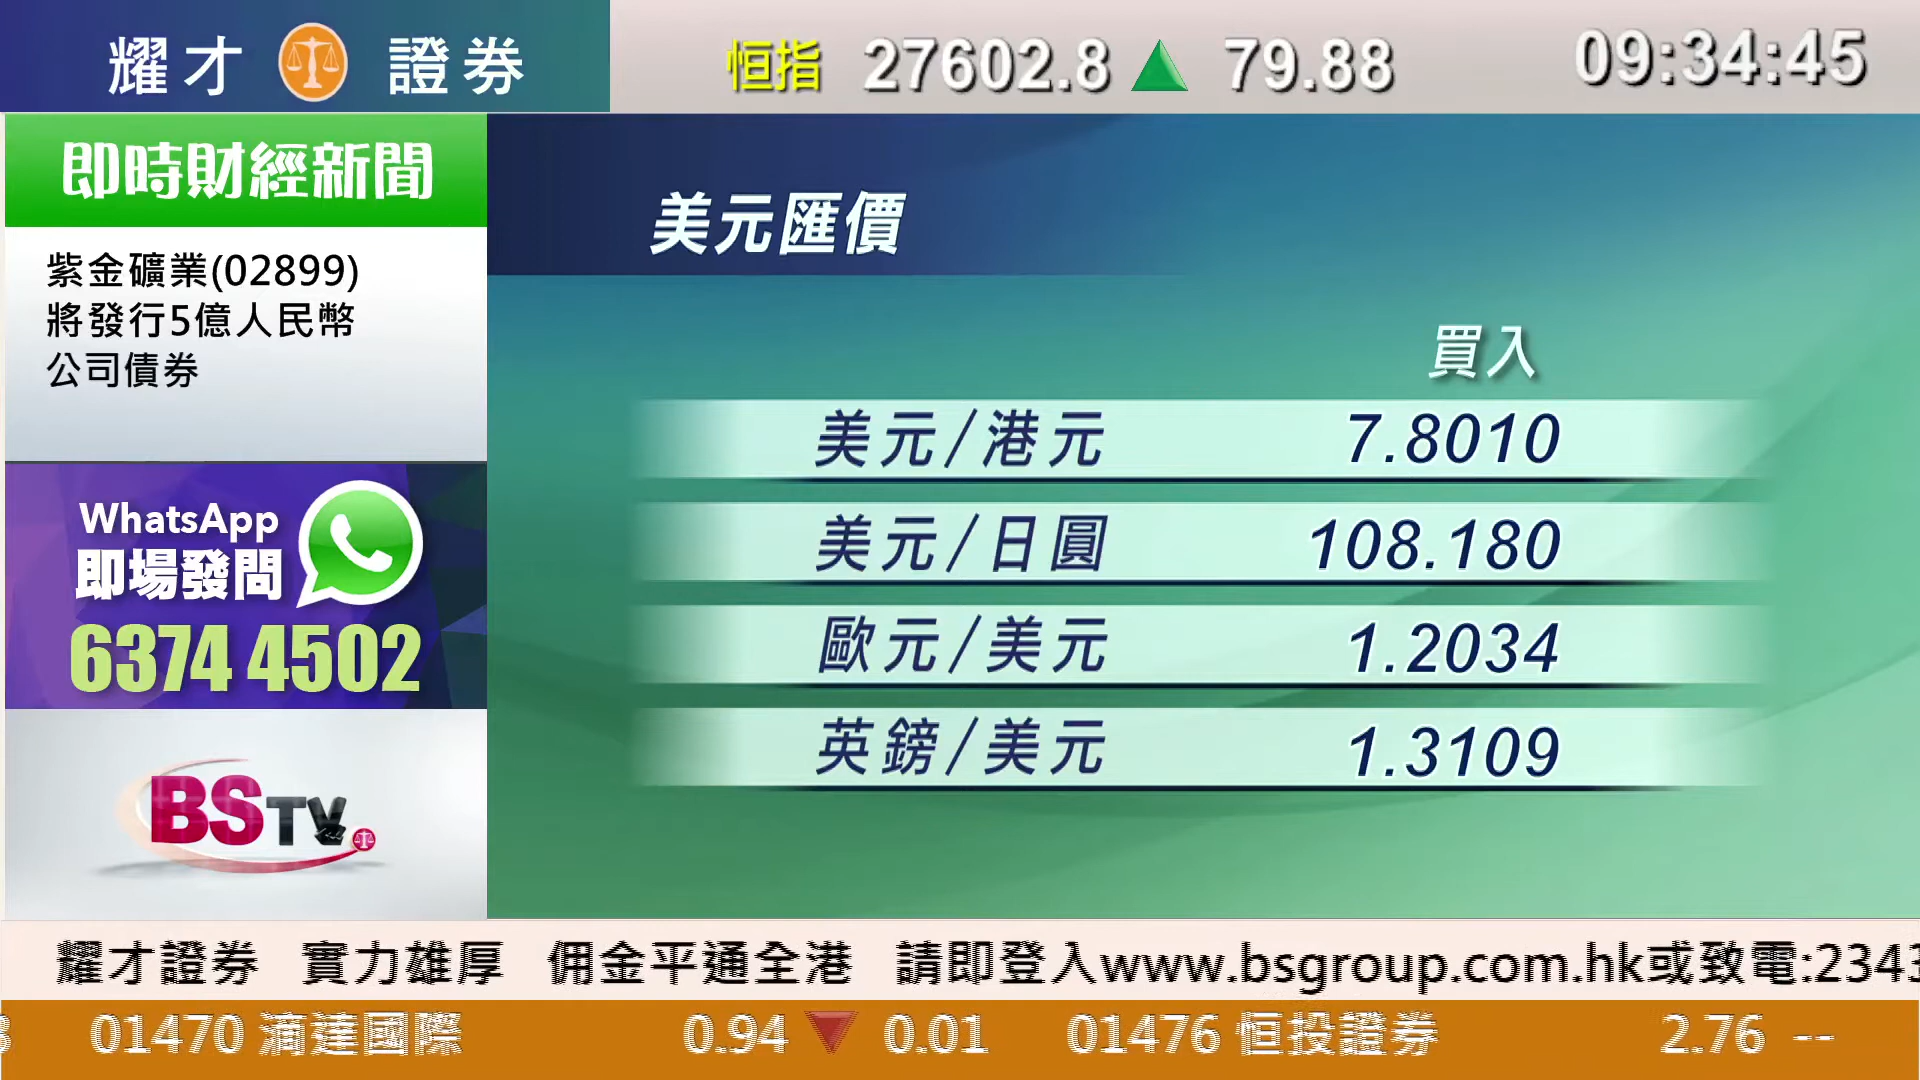 耀才 證券
恒指 27602.8 ▲ 79.88
09:34:45
即時財經新聞
紫金礦業(02899)
將發行5億人民幣
公司債券
WhatsApp
即場發問
6374 4502
BSTV
美元匯價
買入
美元/港元 7.8010
美元/日圓 108.180
歐元/美元 1.2034
英鎊/美元 1.3109
耀才證券 實力雄厚 佣金平通全港 請即登入www.bsgroup.com.hk或致電:2343
01470 滴達國際 0.94 ▼ 0.01 01476 恒投證券 2.76 --